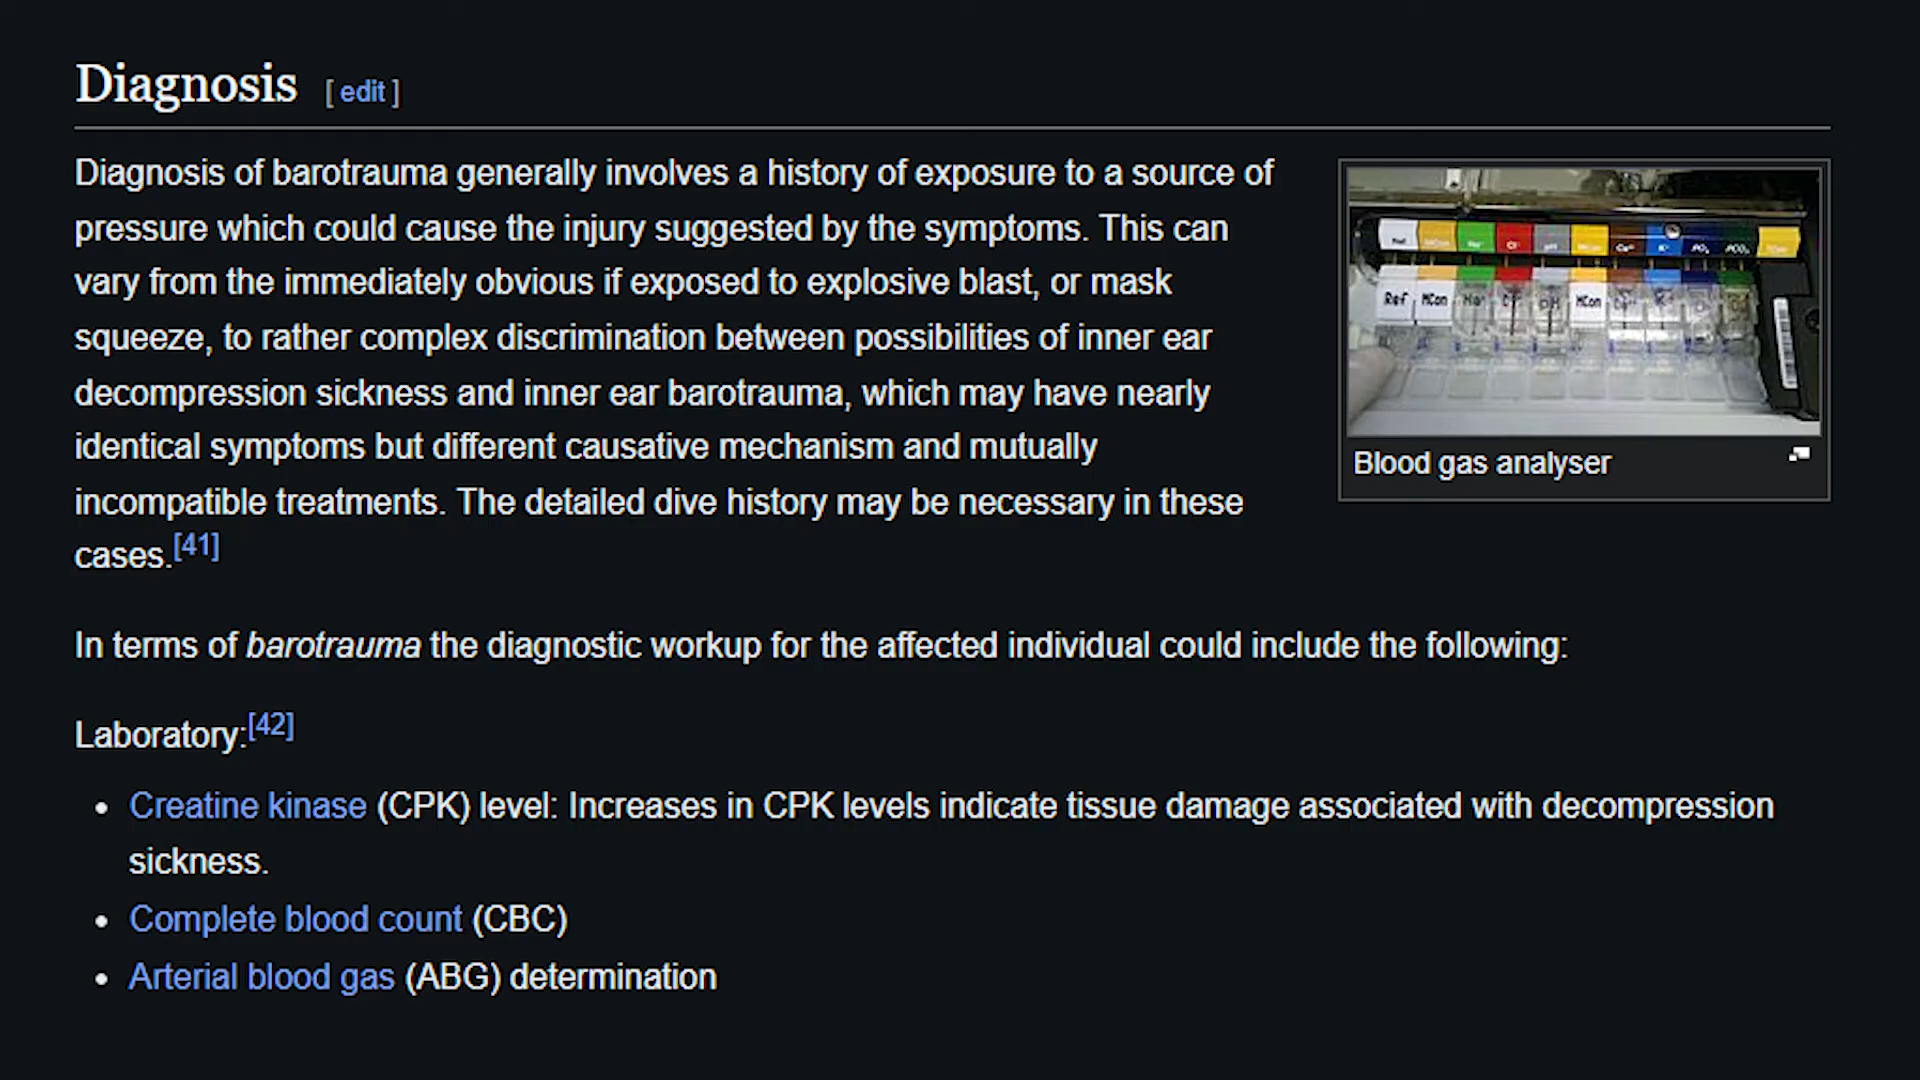 Diagnosis [ edit ]
Diagnosis of barotrauma generally involves a history of exposure to a source of
pressure which could cause the injury suggested by the symptoms. This can
vary from the immediately obvious if exposed to explosive blast, or mask
squeeze, to rather complex discrimination between possibilities of inner ear
decompression sickness and inner ear barotrauma, which may have nearly
identical symptoms but different causative mechanism and mutually
incompatible treatments. The detailed dive history may be necessary in these
cases.[41]
Ref MCon
MCon
Blood gas analyser
In terms of barotrauma the diagnostic workup for the affected individual could include the following:
Laboratory:[42]
• Creatine kinase (CPK) level: Increases in CPK levels indicate tissue damage associated with decompression
sickness.
• Complete blood count (CBC)
• Arterial blood gas (ABG) determination